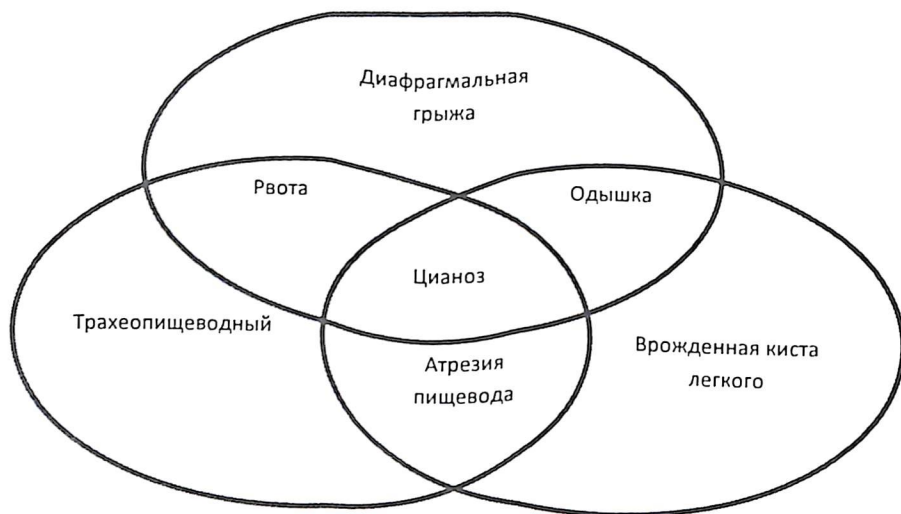 Диафрагмальная
грыжа
Рвота
Одышка
Цианоз
Трахеопищеводный
Врожденная киста
легкого
Атрезия
пищевода